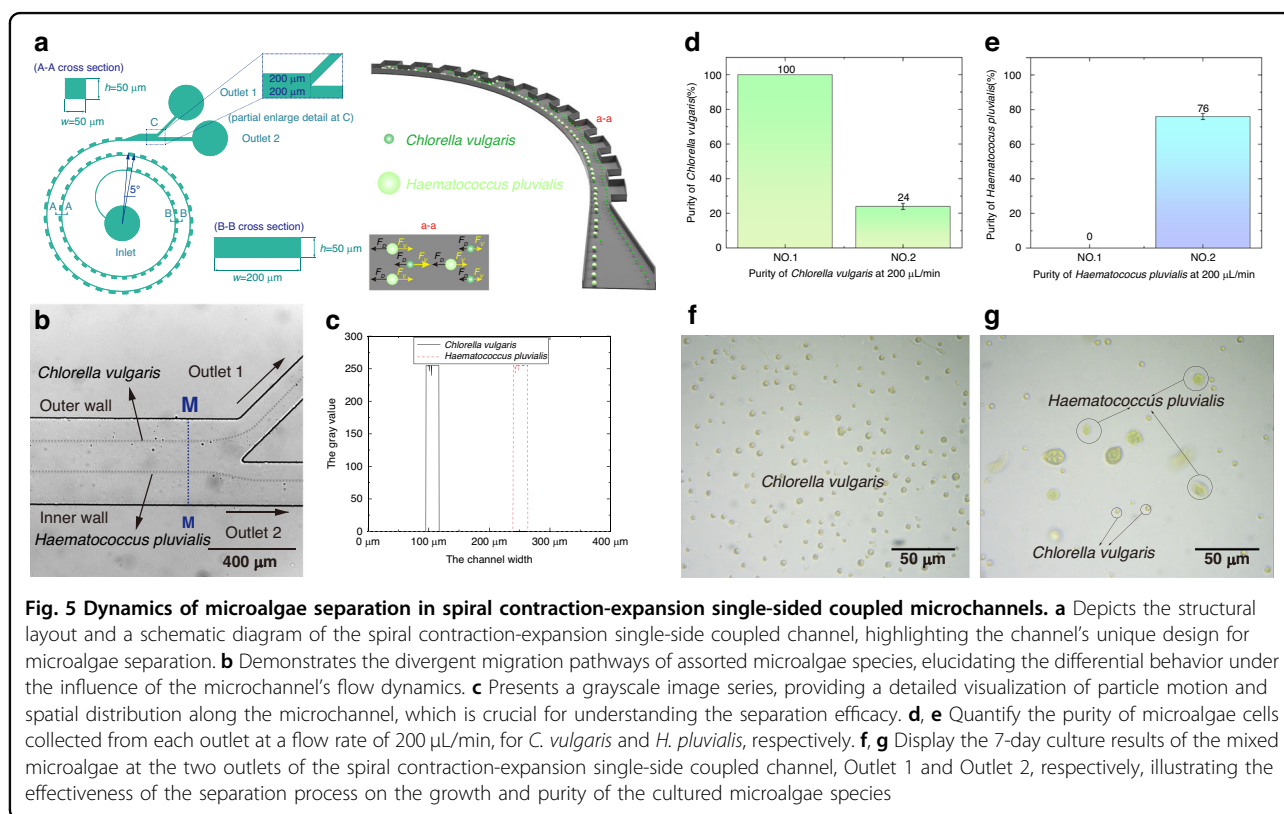 a
(A-A cross section)
h=50 μm
w=50 μm
200 μm
200 μm
Outlet 1
(partial enlarge detail at C)
C
Outlet 2
5°
A A B B
Inlet
(B-B cross section)
h=50 μm
w=200 μm
a-a
Chlorella vulgaris
Haematococcus pluvialis
a-a
b
Chlorella vulgaris
Outlet 1
Outer wall
M
Inner wall
M
Outlet 2
Haematococcus pluvialis
400 μm
c
300
250
200
150
100
50
0
Chlorella vulgaris
Haematococcus pluvialis
The gray value
0 μm 100 μm 200 μm 300 μm 400 μm
The channel width
d
Purity of Chlorella vulgaris(%)
100
80
60
40
20
0
100
24
NO.1 NO.2
Purity of Chlorella vulgaris at 200 μL/min
e
Purity of Haematococcus pluvialis(%)
100
80
60
40
20
0
0
76
NO.1 NO.2
Purity of Haematococcus pluvialis at 200 μL/min
f
Chlorella vulgaris
50 μm
g
Haematococcus pluvialis
Chlorella vulgaris
50 μm
Fig. 5 Dynamics of microalgae separation in spiral contraction-expansion single-sided coupled microchannels. a Depicts the structural
layout and a schematic diagram of the spiral contraction-expansion single-side coupled channel, highlighting the channel's unique design for
microalgae separation. b Demonstrates the divergent migration pathways of assorted microalgae species, elucidating the differential behavior under
the influence of the microchannel's flow dynamics. c Presents a grayscale image series, providing a detailed visualization of particle motion and
spatial distribution along the microchannel, which is crucial for understanding the separation efficacy. d, e Quantify the purity of microalgae cells
collected from each outlet at a flow rate of 200 μL/min, for C. vulgaris and H. pluvialis, respectively. f, g Display the 7-day culture results of the mixed
microalgae at the two outlets of the spiral contraction-expansion single-side coupled channel, Outlet 1 and Outlet 2, respectively, illustrating the
effectiveness of the separation process on the growth and purity of the cultured microalgae species